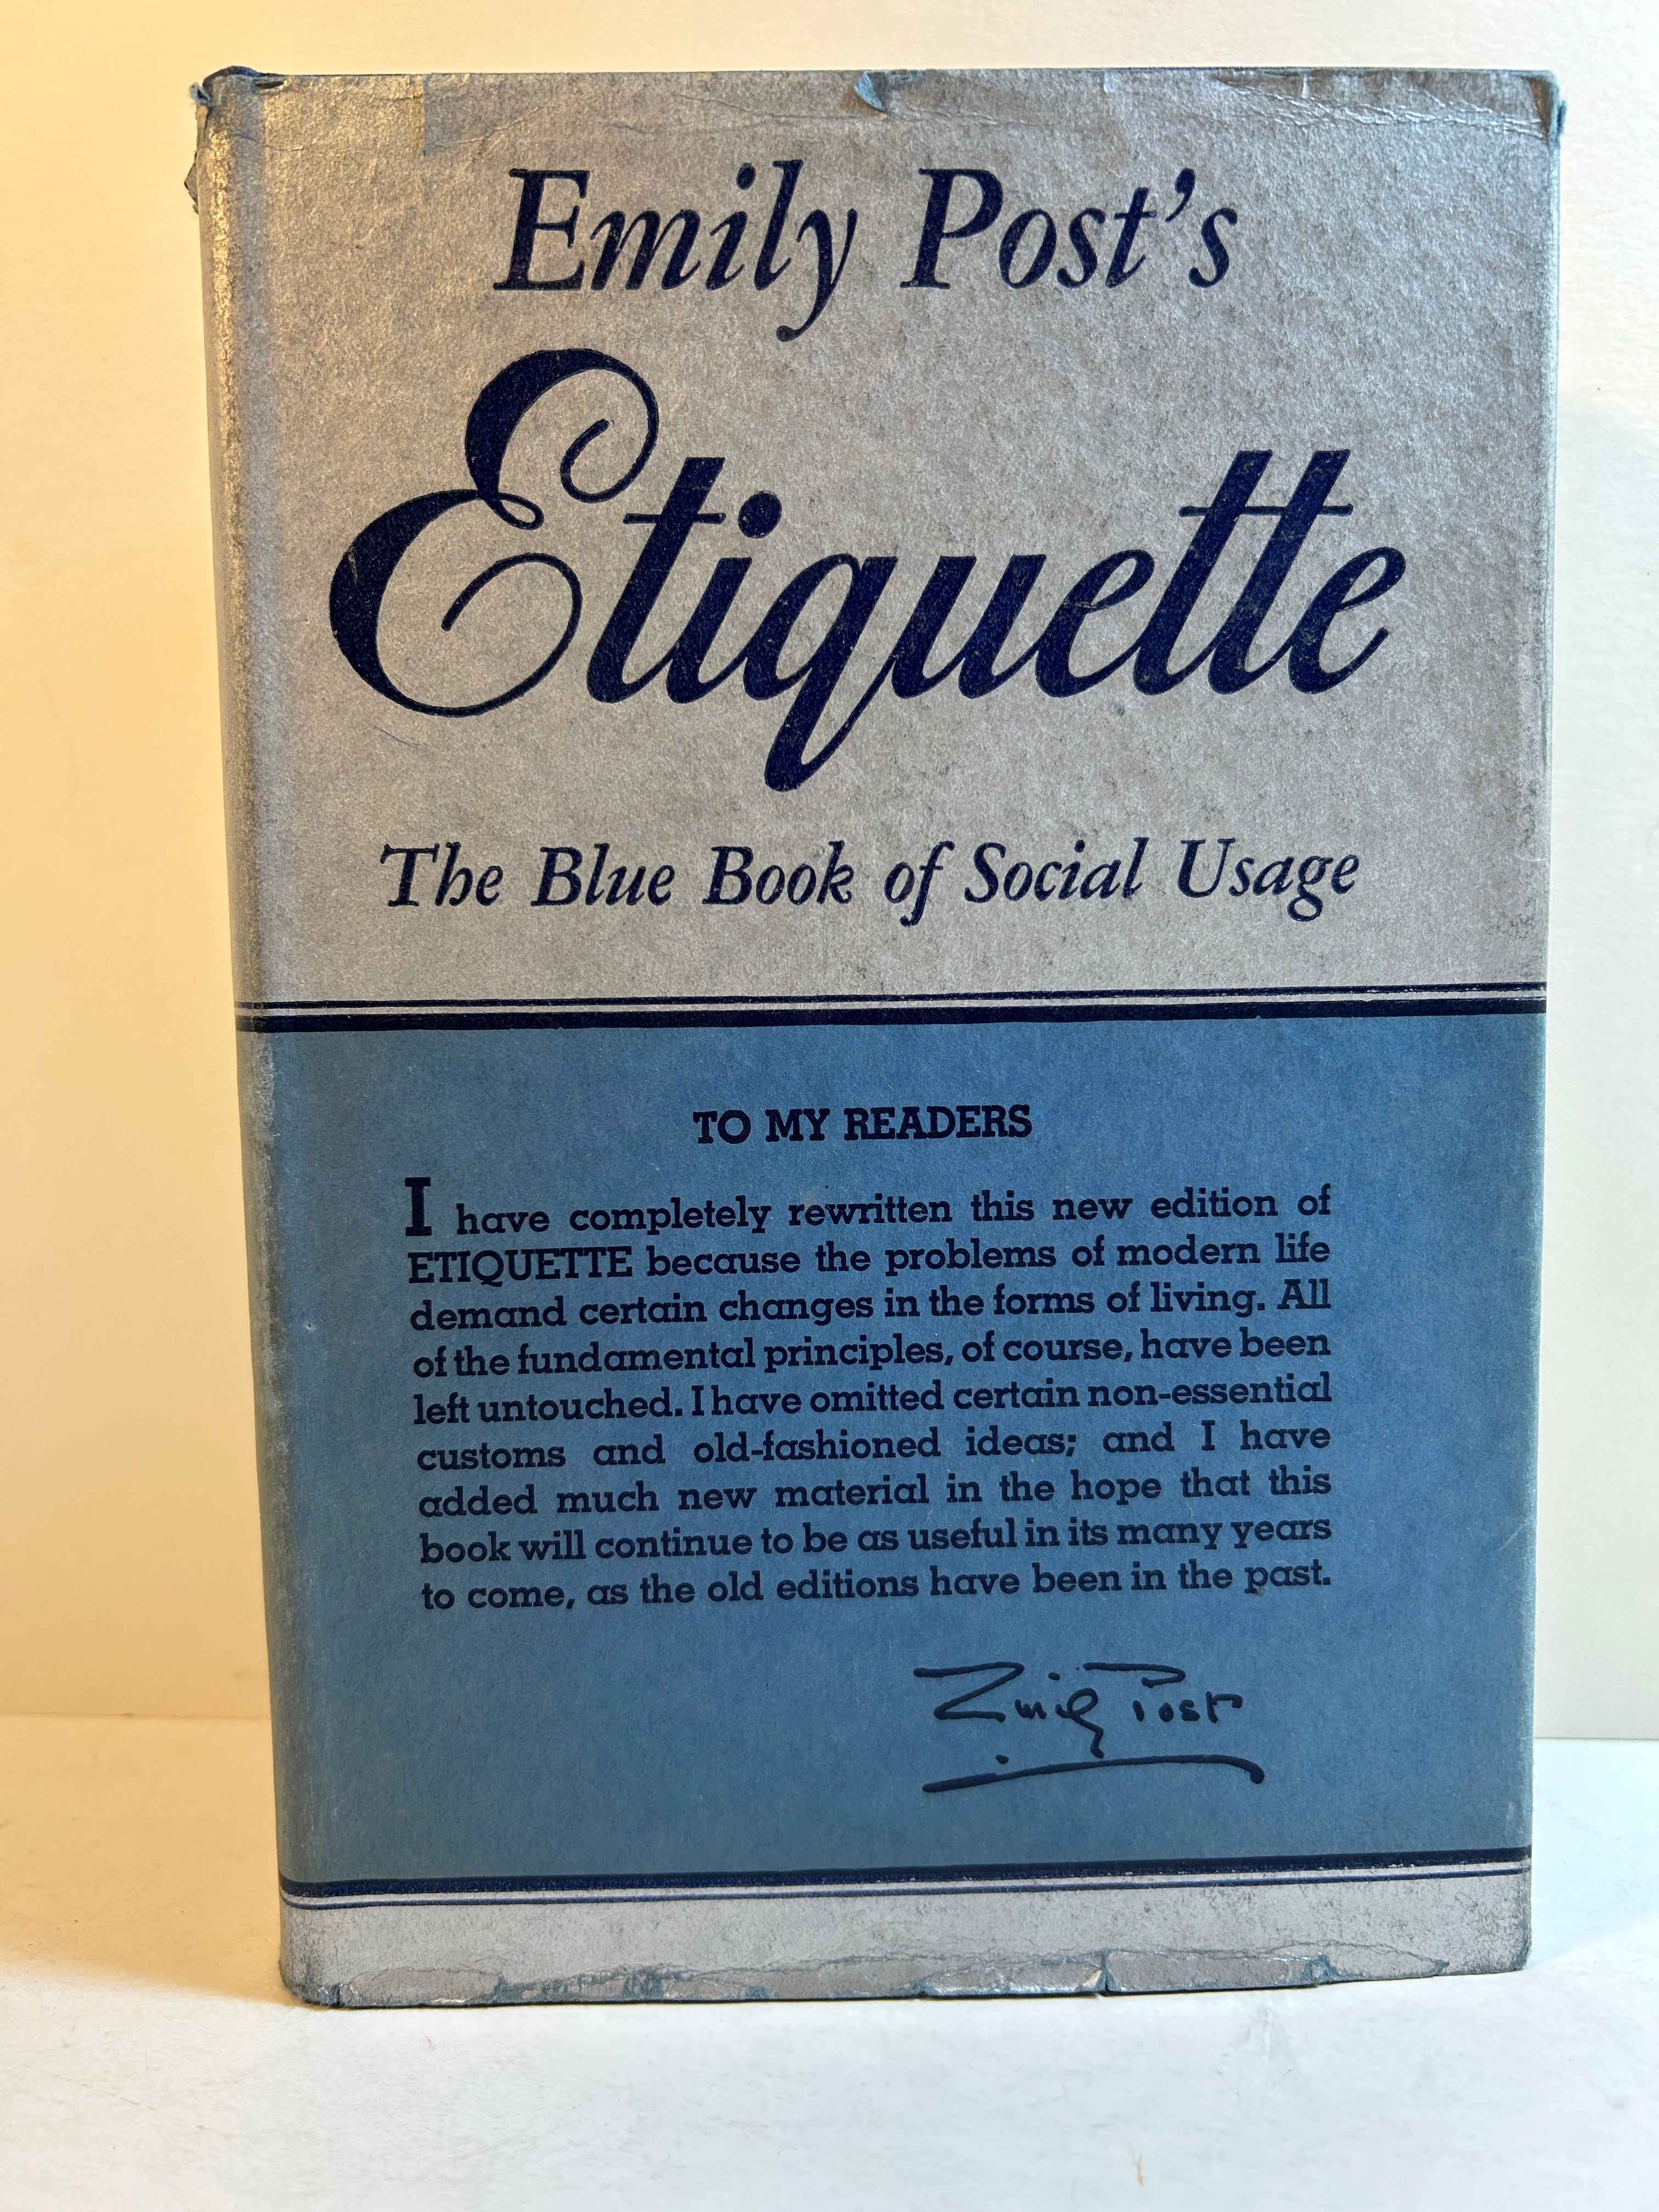 Emily Post's
Etiquette
The Blue Book of Social Usage
TO MY READERS
I have completely rewritten this new edition of
ETIQUETTE because the problems of modern life
demand certain changes in the forms of living. All
of the fundamental principles, of course, have been
left untouched. I have omitted certain non-essential
customs and old-fashioned ideas; and I have
added much new material in the hope that this
book will continue to be as useful in its many years
to come, as the old editions have been in the past.
Emily Post